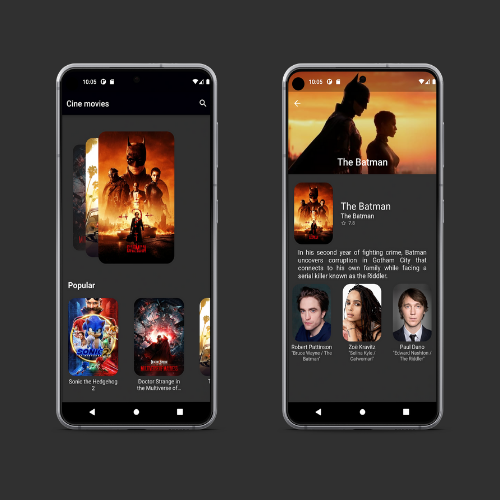 10:05
Cine movies
Popular
Sonic the Hedgehog
2
Doctor Strange in
the Multiverse of...
T
10:05
The Batman
The Batman
The Batman
7.8
In his second year of fighting crime, Batman
uncovers corruption in Gotham City that
connects to his own family while facing a
serial killer known as the Riddler.
Robert Pattinson
"Bruce Wayne / The
Batman"
Zoë Kravitz
"Selina Kyle /
Catwoman"
Paul Dano
"Edward Nashton /
The Riddler"